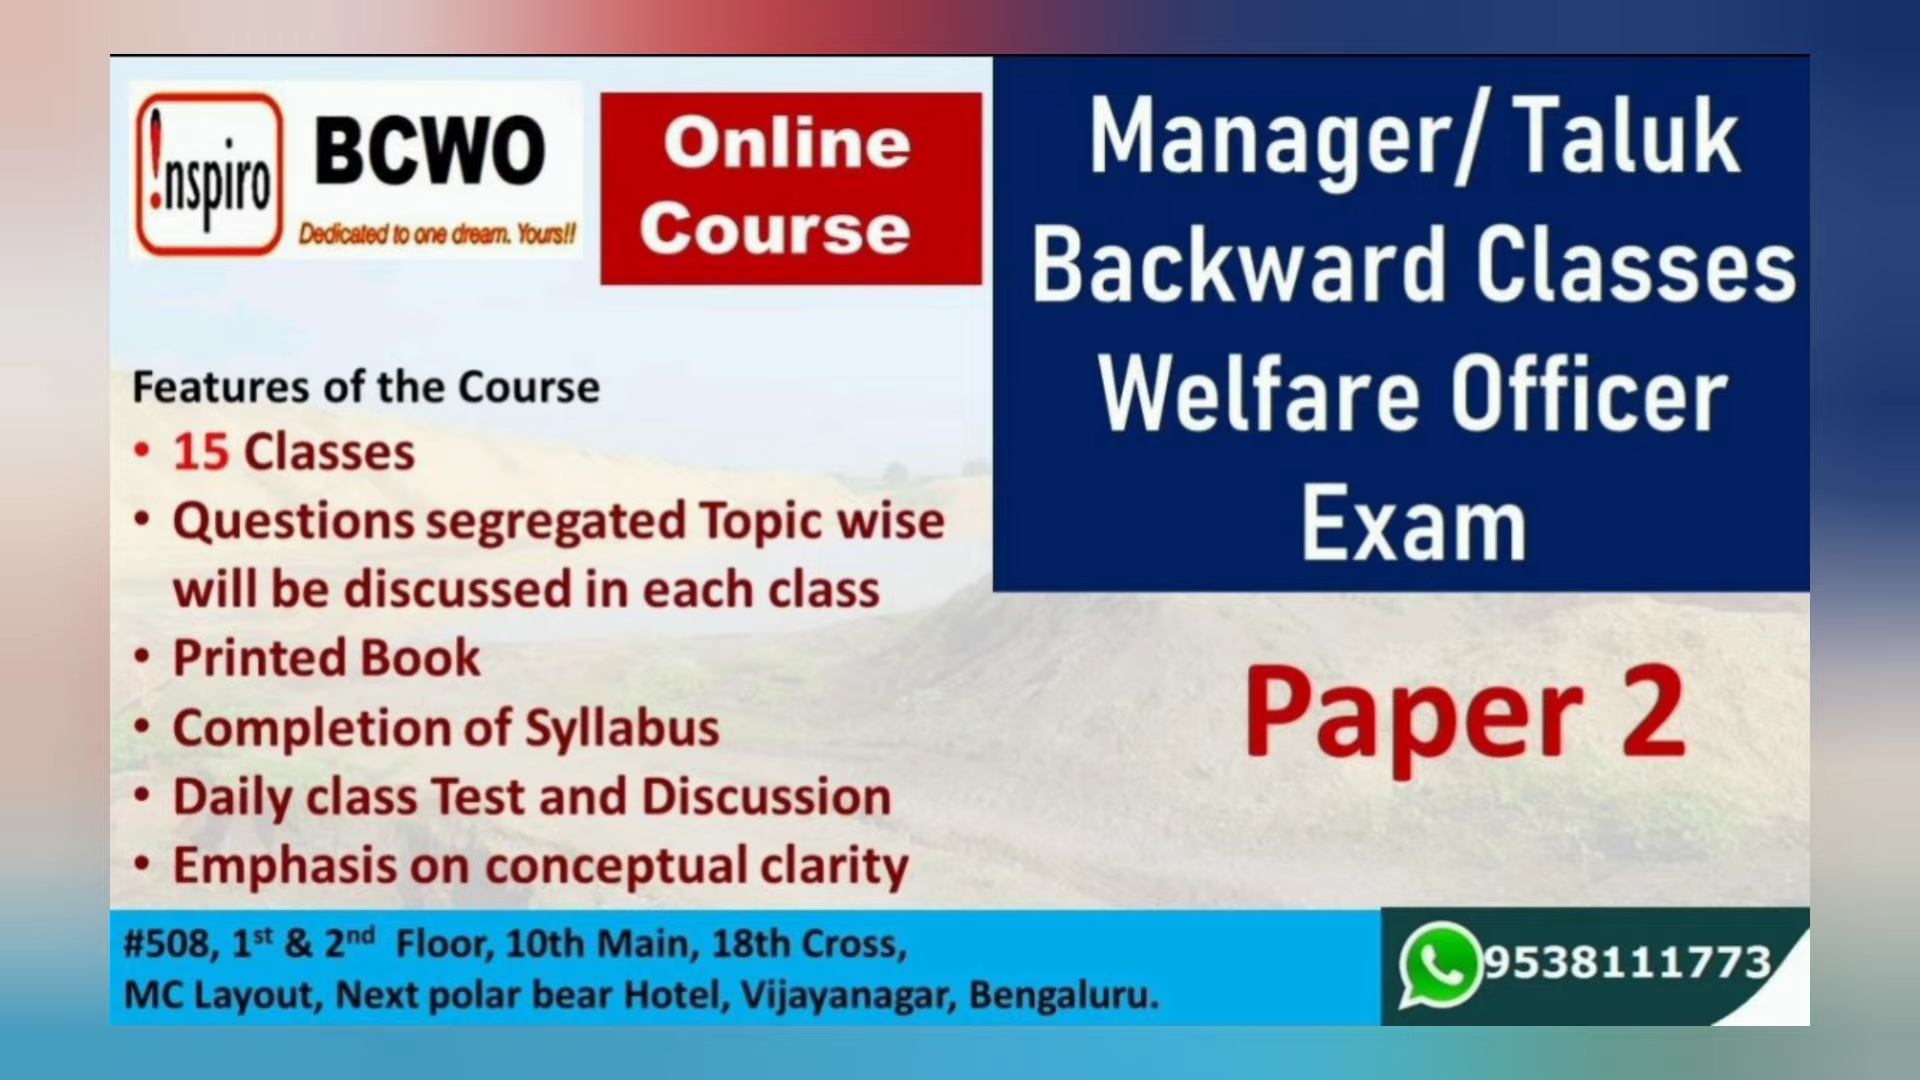 !nspiro
BCWO
Dedicated to one dream. Yours!!
Online
Course
Manager/ Taluk
Backward Classes
Welfare Officer
Exam
Paper 2
Features of the Course
• 15 Classes
• Questions segregated Topic wise
will be discussed in each class
• Printed Book
• Completion of Syllabus
• Daily class Test and Discussion
• Emphasis on conceptual clarity
#508, 1st & 2nd Floor, 10th Main, 18th Cross,
MC Layout, Next polar bear Hotel, Vijayanagar, Bengaluru.
9538111773